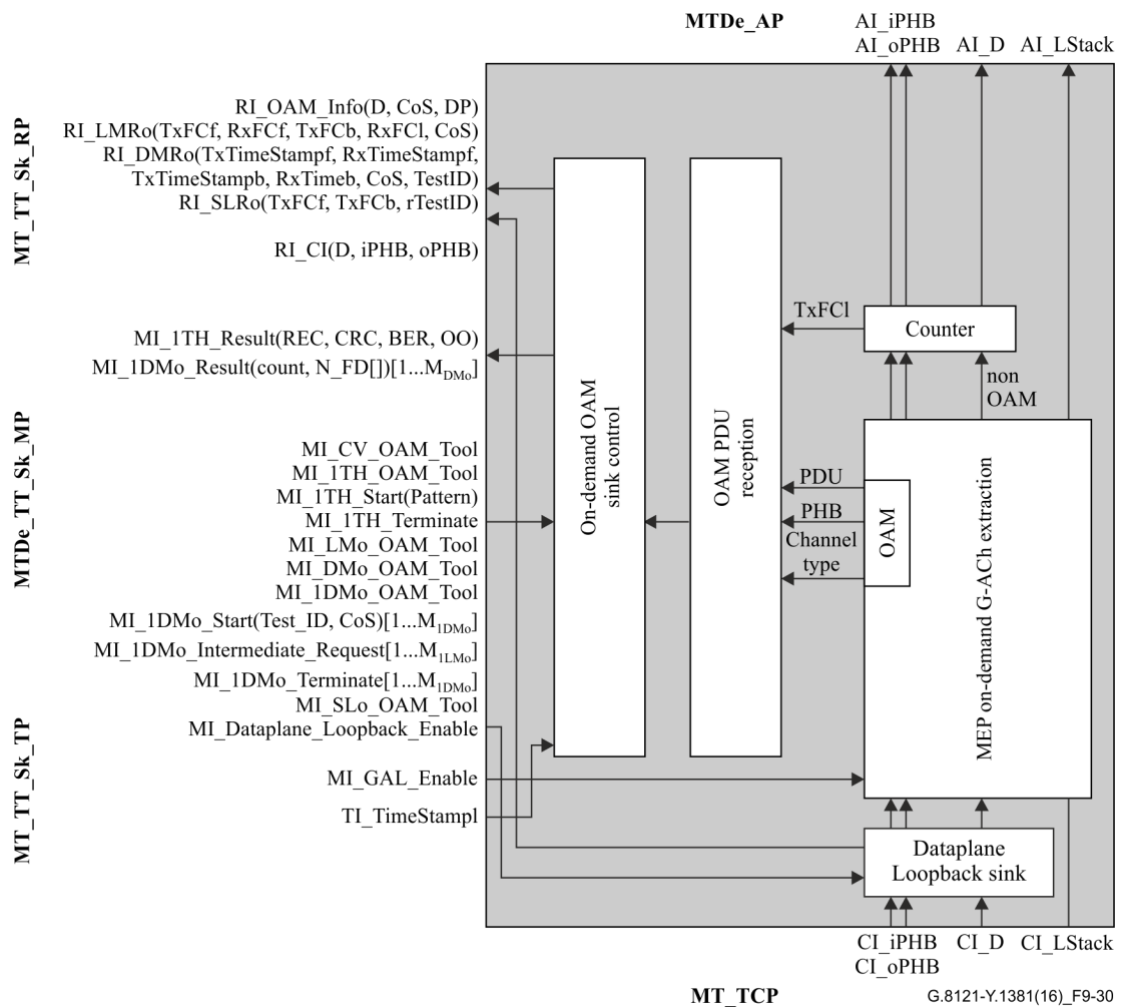 MTDe_AP
AI_iPHB
AI_oPHB
AI_D
AI_LStack
MT_TT_Sk_RP
RI_OAM_Info(D, CoS, DP)
RI_LMRo(TxFCf, RxFCf, TxFCb, RxFCl, CoS)
RI_DMRo(TxTimeStampf, RxTimeStampf,
TxTimeStampb, RxTimeb, CoS, TestID)
RI_SLRo(TxFCf, TxFCb, rTestID)
RI_CI(D, iPHB, oPHB)
MI_1TH_Result(REC, CRC, BER, OO)
MI_1DMo_Result(count, N_FD[])[1...M_DMo]
MTDe_TT_Sk_MP
MI_CV_OAM_Tool
MI_1TH_OAM_Tool
MI_1TH_Start(Pattern)
MI_1TH_Terminate
MI_LMo_OAM_Tool
MI_DMo_OAM_Tool
MI_1DMo_OAM_Tool
MI_1DMo_Start(Test_ID, CoS)[1...M_1DMo]
MI_1DMo_Intermediate_Request[1...M_1LMo]
MI_1DMo_Terminate[1...M_1DMo]
MI_SLo_OAM_Tool
MI_Dataplane_Loopback_Enable
MT_TT_Sk_TP
MI_GAL_Enable
TI_TimeStampl
On-demand OAM
sink control
OAM PDU
reception
TxFCl
Counter
non
OAM
PDU
PHB
Channel
type
OAM
MEP on-demand G-ACh extraction
Dataplane
Loopback sink
CI_iPHB
CI_oPHB
CI_D
CI_LStack
MT_TCP
G.8121-Y.1381(16)_F9-30